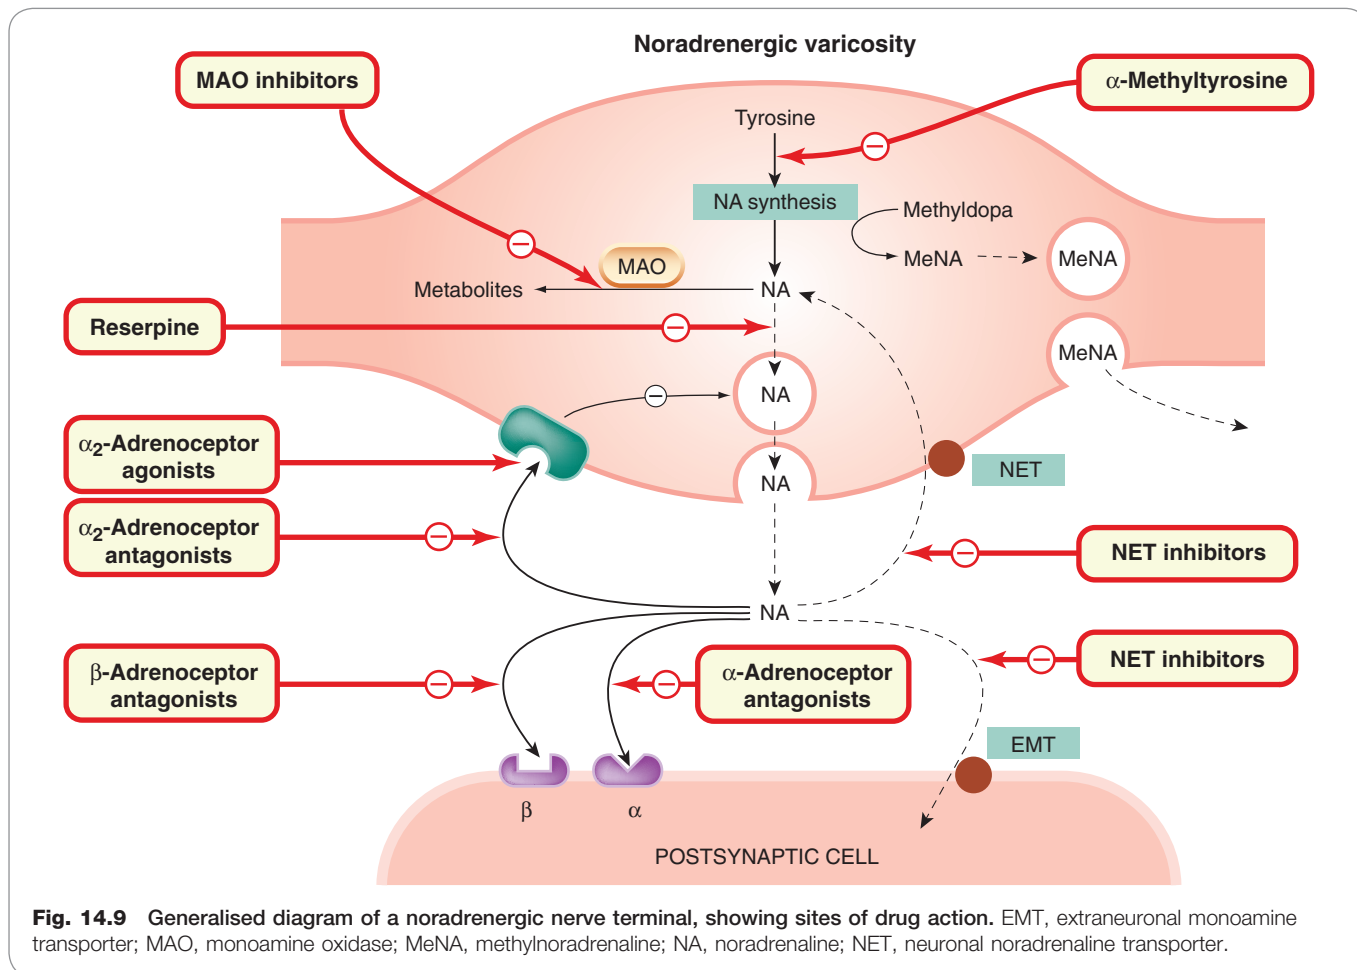 Noradrenergic varicosity
MAO inhibitors
α-Methyltyrosine
Tyrosine
NA synthesis
Methyldopa
MeNA
MeNA
MAO
Metabolites
NA
Reserpine
MeNA
NA
α2-Adrenoceptor
agonists
NET
NA
α2-Adrenoceptor
antagonists
NET inhibitors
NA
β-Adrenoceptor
antagonists
α-Adrenoceptor
antagonists
NET inhibitors
EMT
β
α
POSTSYNAPTIC CELL
Fig. 14.9 Generalised diagram of a noradrenergic nerve terminal, showing sites of drug action. EMT, extraneuronal monoamine
transporter; MAO, monoamine oxidase; MeNA, methylnoradrenaline; NA, noradrenaline; NET, neuronal noradrenaline transporter.